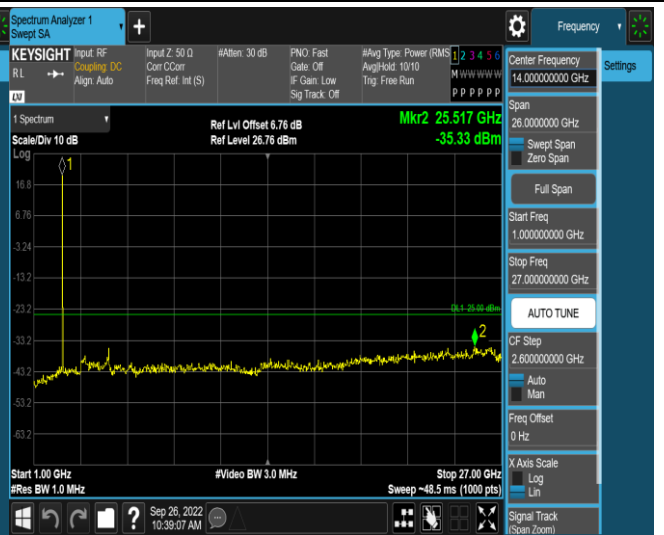 Spectrum Analyzer 1
Swept SA
Frequency
KEYSIGHT
R L
LXI
Input: RF
Coupling: DC
Align: Auto
Input Z: 50 Ω
Corr CCorr
Freq Ref: Int (S)
#Atten: 30 dB
PNO: Fast
Gate: Off
IF Gain: Low
Sig Track: Off
#Avg Type: Power (RMS
Avg|Hold: 10/10
Trig: Free Run
1 2 3 4 5 6
M W W W W W
P P P P P P
1 Spectrum
Scale/Div 10 dB
Ref Lvl Offset 6.76 dB
Ref Level 26.76 dBm
Mkr2 25.517 GHz
-35.33 dBm
Log
1
16.8
6.76
-3.24
-13.2
-23.2
DL1 -25.00 dBm
-33.2
2
-43.2
-53.2
-63.2
Start 1.00 GHz
#Res BW 1.0 MHz
#Video BW 3.0 MHz
Stop 27.00 GHz
Sweep ~48.5 ms (1000 pts)
Sep 26, 2022
10:39:07 AM
Center Frequency
14.000000000 GHz
Settings
Span
26.0000000 GHz
Swept Span
Zero Span
Full Span
Start Freq
1.000000000 GHz
Stop Freq
27.000000000 GHz
AUTO TUNE
CF Step
2.600000000 GHz
Auto
Man
Freq Offset
0 Hz
X Axis Scale
Log
Lin
Signal Track
(Span Zoom)